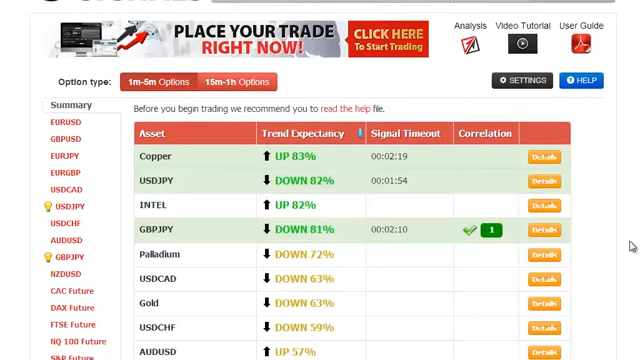 PLACE YOUR TRADE
RIGHT NOW!
CLICK HERE
To Start Trading
Analysis
Video Tutorial
User Guide
Option type:
1m-5m Options
15m-1h Options
SETTINGS
? HELP
Summary
EURUSD
GBPUSD
EURJPY
EURGBP
USDCAD
USDJPY
USDCHF
AUDUSD
GBPJPY
NZDUSD
CAC Future
DAX Future
FTSE Future
NQ 100 Future
S&P Future
Before you begin trading we recommend you to read the help file.
Asset Trend Expectancy Signal Timeout Correlation
Copper UP 83% 00:02:19 Details
USDJPY DOWN 82% 00:01:54 Details
INTEL UP 82% Details
GBPJPY DOWN 81% 00:02:10 1 Details
Palladium DOWN 72% Details
USDCAD DOWN 63% Details
Gold DOWN 63% Details
USDCHF DOWN 59% Details
AUDUSD UP 57% Details